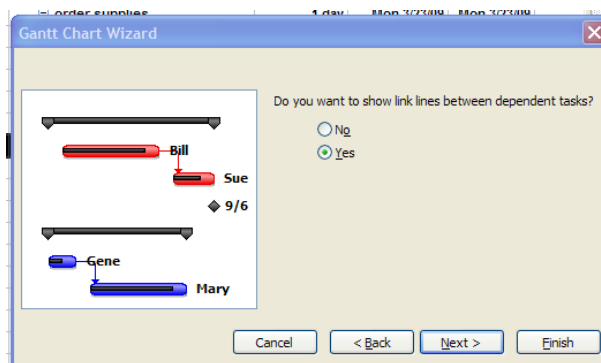 order supplies 1 day Mon 3/23/09 Mon 3/23/09
Gantt Chart Wizard
Do you want to show link lines between dependent tasks?
No
Yes
Bill
Sue
9/6
Gene
Mary
Cancel
< Back
Next >
Finish